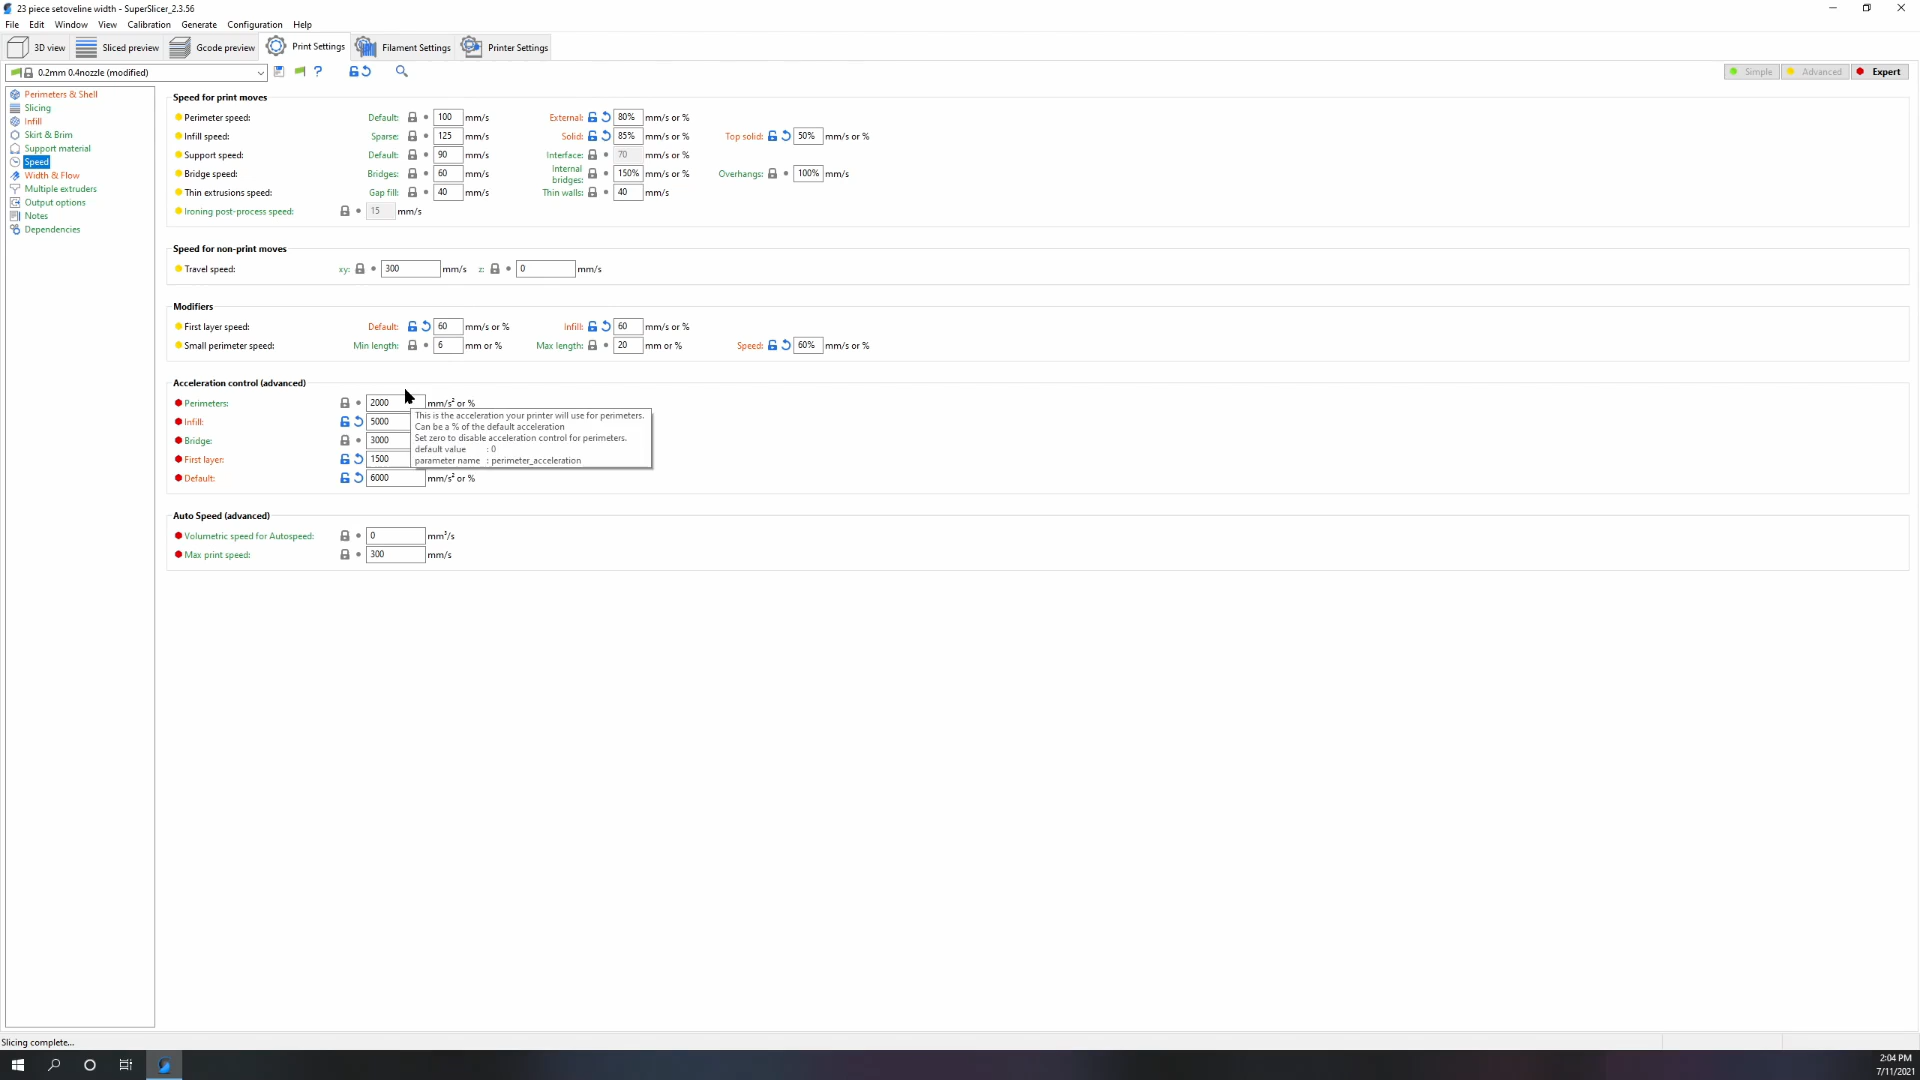 23 piece setoveline width - SuperSlicer_2.3.56
File Edit Window View Calibration Generate Configuration Help
3D view Sliced preview Gcode preview Print Settings Filament Settings Printer Settings
0.2mm 0.4nozzle (modified) ? Simple Advanced Expert
Perimeters & Shell
Slicing
Infill
Skirt & Brim
Support material
Speed
Width & Flow
Multiple extruders
Output options
Notes
Dependencies
Speed for print moves
Perimeter speed: Default: 100 mm/s External: 80% mm/s or %
Infill speed: Sparse: 125 mm/s Solid: 85% mm/s or % Top solid: 50% mm/s or %
Support speed: Default: 90 mm/s Interface: 70 mm/s or %
Bridge speed: Bridges: 60 mm/s Internal bridges: 150% mm/s or % Overhangs: 100% mm/s
Thin extrusions speed: Gap fill: 40 mm/s Thin walls: 40 mm/s
Ironing post-process speed: 15 mm/s
Speed for non-print moves
Travel speed: xy: 300 mm/s z: 0 mm/s
Modifiers
First layer speed: Default: 60 mm/s or % Infill: 60 mm/s or %
Small perimeter speed: Min length: 6 mm or % Max length: 20 mm or % Speed: 60% mm/s or %
Acceleration control (advanced)
Perimeters: 2000 mm/s² or %
Infill: 5000
Bridge: 3000
First layer: 1500
Default: 6000 mm/s² or %
This is the acceleration your printer will use for perimeters.
Can be a % of the default acceleration
Set zero to disable acceleration control for perimeters.
default value : 0
parameter name : perimeter_acceleration
Auto Speed (advanced)
Volumetric speed for Autospeed: 0 mm³/s
Max print speed: 300 mm/s
Slicing complete...
2:04 PM
7/11/2021